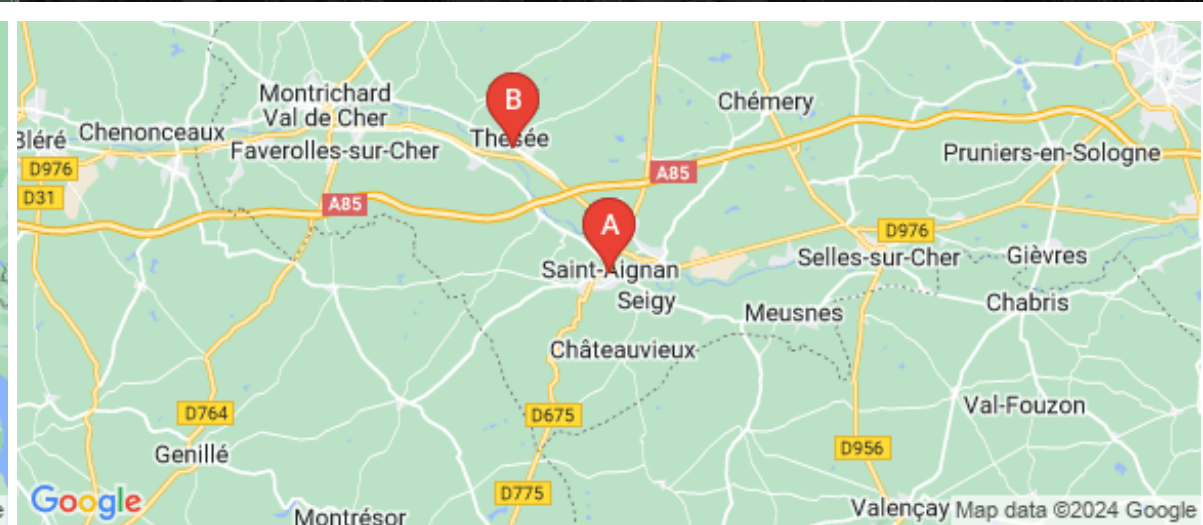 Montrichard
Val de Cher
B
Chémery
Bléré
Chenonceaux
Thésée
Faverolles-sur-Cher
Pruniers-en-Sologne
D976
A85
D31
A85
A
D976
Saint-Aignan
Selles-sur-Cher
Gièvres
Seigy
Meusnes
Chabris
Châteauvieux
D764
D675
Val-Fouzon
Genillé
D956
D775
Google
Montrésor
Valençay
Map data ©2024 Google